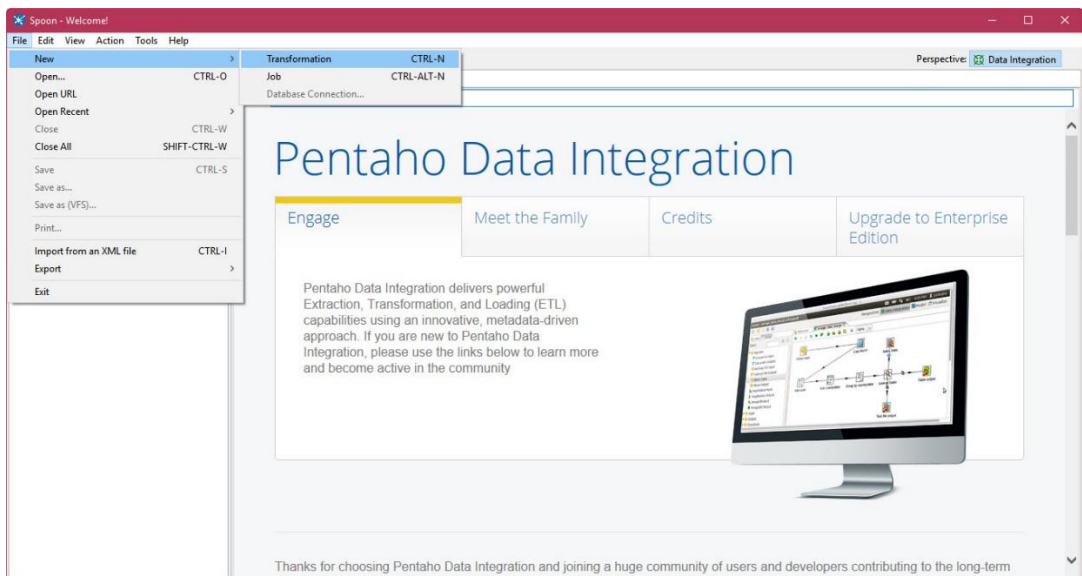 Spoon - Welcome!
File Edit View Action Tools Help
New > Transformation CTRL-N
Perspective: Data Integration
Open... CTRL-O
Job CTRL-ALT-N
Open URL
Database Connection...
Open Recent >
Close CTRL-W
Close All SHIFT-CTRL-W
Save CTRL-S
Save as...
Save as (VFS)...
Print...
Import from an XML file CTRL-I
Export >
Exit
Pentaho Data Integration
Engage
Meet the Family
Credits
Upgrade to Enterprise
Edition
Pentaho Data Integration delivers powerful
Extraction, Transformation, and Loading (ETL)
capabilities using an innovative, metadata-driven
approach. If you are new to
Pentaho Data
Integration, please use the links below to learn more
and become active in the community
Thanks for choosing Pentaho Data Integration and joining a huge community of users and developers contributing to the long-term